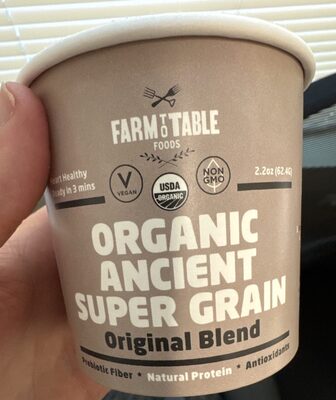 FARM TO TABLE
FOODS
Heart Healthy
Ready in 3 mins
V
VEGAN
USDA
ORGANIC
NON
GMO
2.2oz (62.4G
ORGANIC
ANCIENT
SUPER GRAIN
Original Blend
Prebiotic Fiber * Natural Protein * Antioxidants